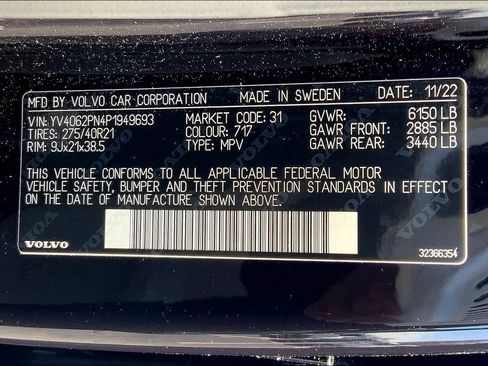 MFD BY VOLVO CAR CORPORATION MADE IN SWEDEN DATE: 11/22
VIN: YV4062PN4P1949693 MARKET CODE: 31 GVWR: 6150 LB
TIRES: 275/40R21 COLOUR: 717 GAWR FRONT: 2885 LB
RIM: 9Jx21x38.5 TYPE: MPV GAWR REAR: 3440 LB
THIS VEHICLE CONFORMS TO ALL APPLICABLE FEDERAL MOTOR
VEHICLE SAFETY, BUMPER AND THEFT PREVENTION STANDARDS IN EFFECT
ON THE DATE OF MANUFACTURE SHOWN ABOVE.
VOLVO 32366354